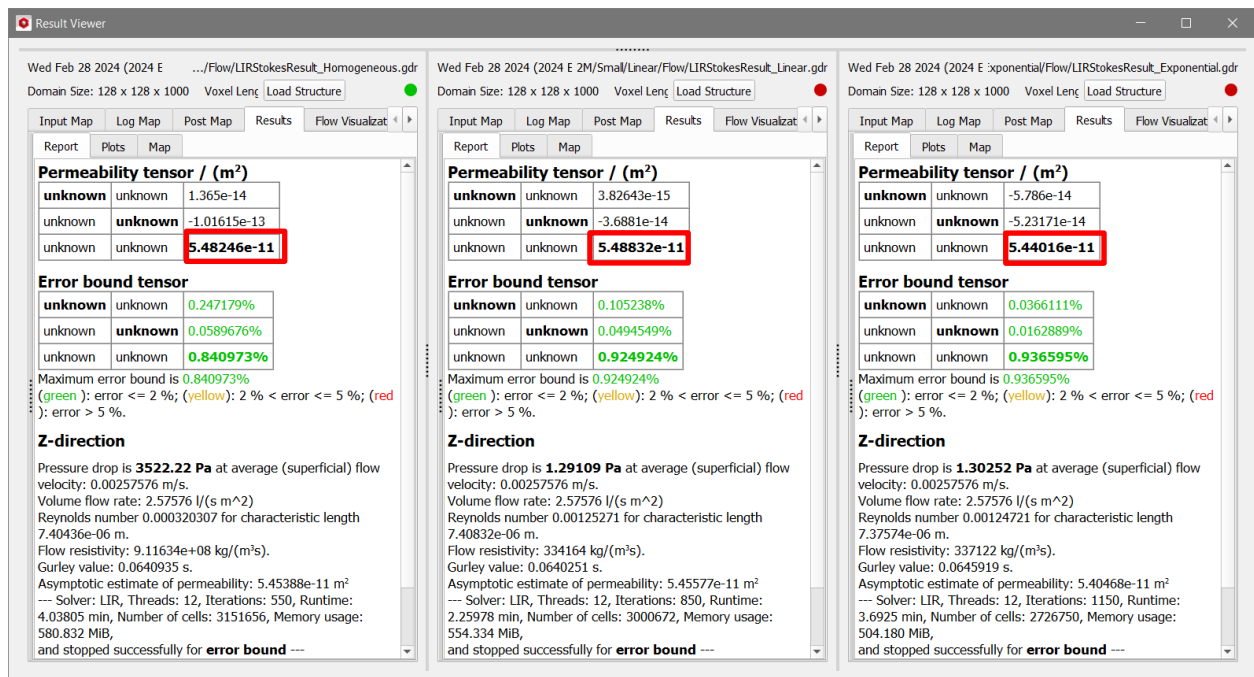 Result Viewer
Wed Feb 28 2024 (2024 E .../Flow/LIRStokesResult_Homogeneous.gdr
Domain Size: 128 x 128 x 1000 Voxel Leng Load Structure
Input Map Log Map Post Map Results Flow Visualizat
Report Plots Map
Permeability tensor / (m²)
unknown unknown 1.365e-14
unknown unknown -1.01615e-13
unknown unknown 5.48246e-11
Error bound tensor
unknown unknown 0.247179%
unknown unknown 0.0589676%
unknown unknown 0.840973%
Maximum error bound is 0.840973%
(green ): error <= 2 %; (yellow): 2 % < error <= 5 %; (red
): error > 5 %.
Z-direction
Pressure drop is 3522.22 Pa at average (superficial) flow
velocity: 0.00257576 m/s.
Volume flow rate: 2.57576 l/(s m^2)
Reynolds number 0.000320307 for characteristic length
7.40436e-06 m.
Flow resistivity: 9.11634e+08 kg/(m³s).
Gurley value: 0.0640935 s.
Asymptotic estimate of permeability: 5.45388e-11 m²
--- Solver: LIR, Threads: 12, Iterations: 550, Runtime:
4.03805 min, Number of cells: 3151656, Memory usage:
580.832 MiB,
and stopped successfully for error bound ---
Wed Feb 28 2024 (2024 E 2M/Small/Linear/Flow/LIRStokesResult_Linear.gdr
Domain Size: 128 x 128 x 1000 Voxel Leng Load Structure
Input Map Log Map Post Map Results Flow Visualizat
Report Plots Map
Permeability tensor / (m²)
unknown unknown 3.82643e-15
unknown unknown -3.6881e-14
unknown unknown 5.48832e-11
Error bound tensor
unknown unknown 0.105238%
unknown unknown 0.0494549%
unknown unknown 0.924924%
Maximum error bound is 0.924924%
(green ): error <= 2 %; (yellow): 2 % < error <= 5 %; (red
): error > 5 %.
Z-direction
Pressure drop is 1.29109 Pa at average (superficial) flow
velocity: 0.00257576 m/s.
Volume flow rate: 2.57576 l/(s m^2)
Reynolds number 0.00125271 for characteristic length
7.40832e-06 m.
Flow resistivity: 334164 kg/(m³s).
Gurley value: 0.0640251 s.
Asymptotic estimate of permeability: 5.45577e-11 m²
--- Solver: LIR, Threads: 12, Iterations: 850, Runtime:
2.25978 min, Number of cells: 3000672, Memory usage:
554.334 MiB,
and stopped successfully for error bound ---
Wed Feb 28 2024 (2024 E :xponential/Flow/LIRStokesResult_Exponential.gdr
Domain Size: 128 x 128 x 1000 Voxel Leng Load Structure
Input Map Log Map Post Map Results Flow Visualizat
Report Plots Map
Permeability tensor / (m²)
unknown unknown -5.786e-14
unknown unknown -5.23171e-14
unknown unknown 5.44016e-11
Error bound tensor
unknown unknown 0.0366111%
unknown unknown 0.0162889%
unknown unknown 0.936595%
Maximum error bound is 0.936595%
(green ): error <= 2 %; (yellow): 2 % < error <= 5 %; (red
): error > 5 %.
Z-direction
Pressure drop is 1.30252 Pa at average (superficial) flow
velocity: 0.00257576 m/s.
Volume flow rate: 2.57576 l/(s m^2)
Reynolds number 0.00124721 for characteristic length
7.37574e-06 m.
Flow resistivity: 337122 kg/(m³s).
Gurley value: 0.0645919 s.
Asymptotic estimate of permeability: 5.40468e-11 m²
--- Solver: LIR, Threads: 12, Iterations: 1150, Runtime:
3.6925 min, Number of cells: 2726750, Memory usage:
504.180 MiB,
and stopped successfully for error bound ---